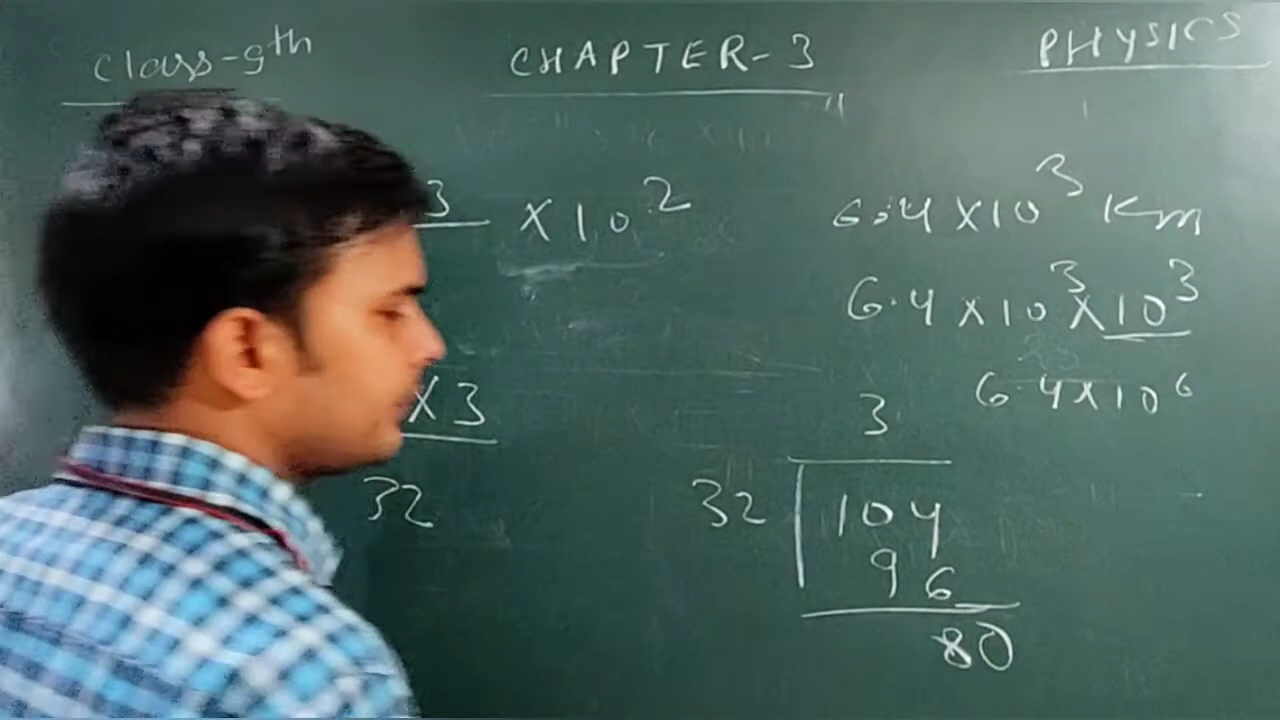 Class-9th CHAPTER-3 PHYSICS
3 × 10² 6.4 × 10³ Km
6.4 × 10³ × 10³
× 3 6.4 × 10⁶
3
32 32 104
96
80